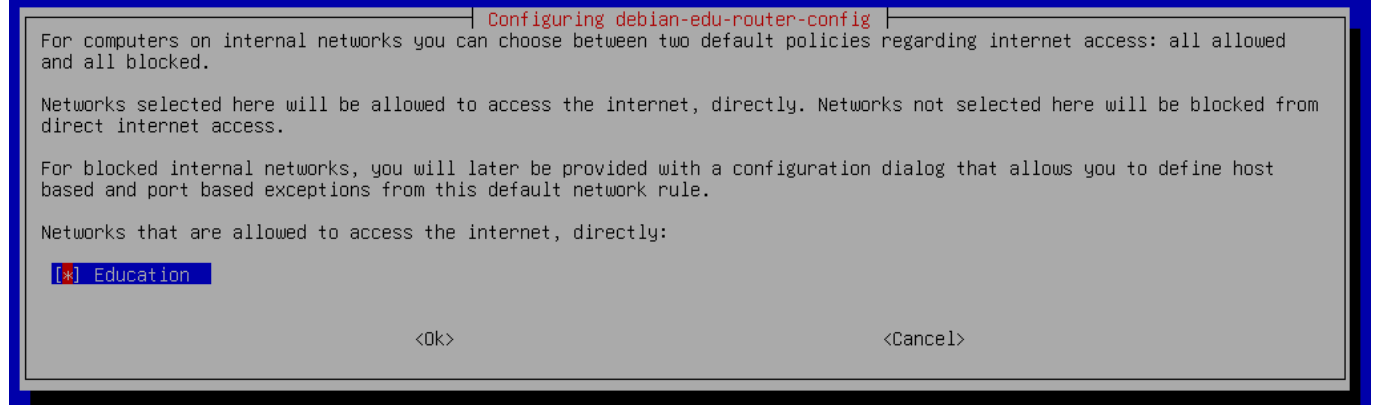 Configuring debian-edu-router-config
For computers on internal networks you can choose between two default policies regarding internet access: all allowed
and all blocked.
Networks selected here will be allowed to access the internet, directly. Networks not selected here will be blocked from
direct internet access.
For blocked internal networks, you will later be provided with a configuration dialog that allows you to define host
based and port based exceptions from this default network rule.
Networks that are allowed to access the internet, directly:
[*] Education
<Ok> <Cancel>